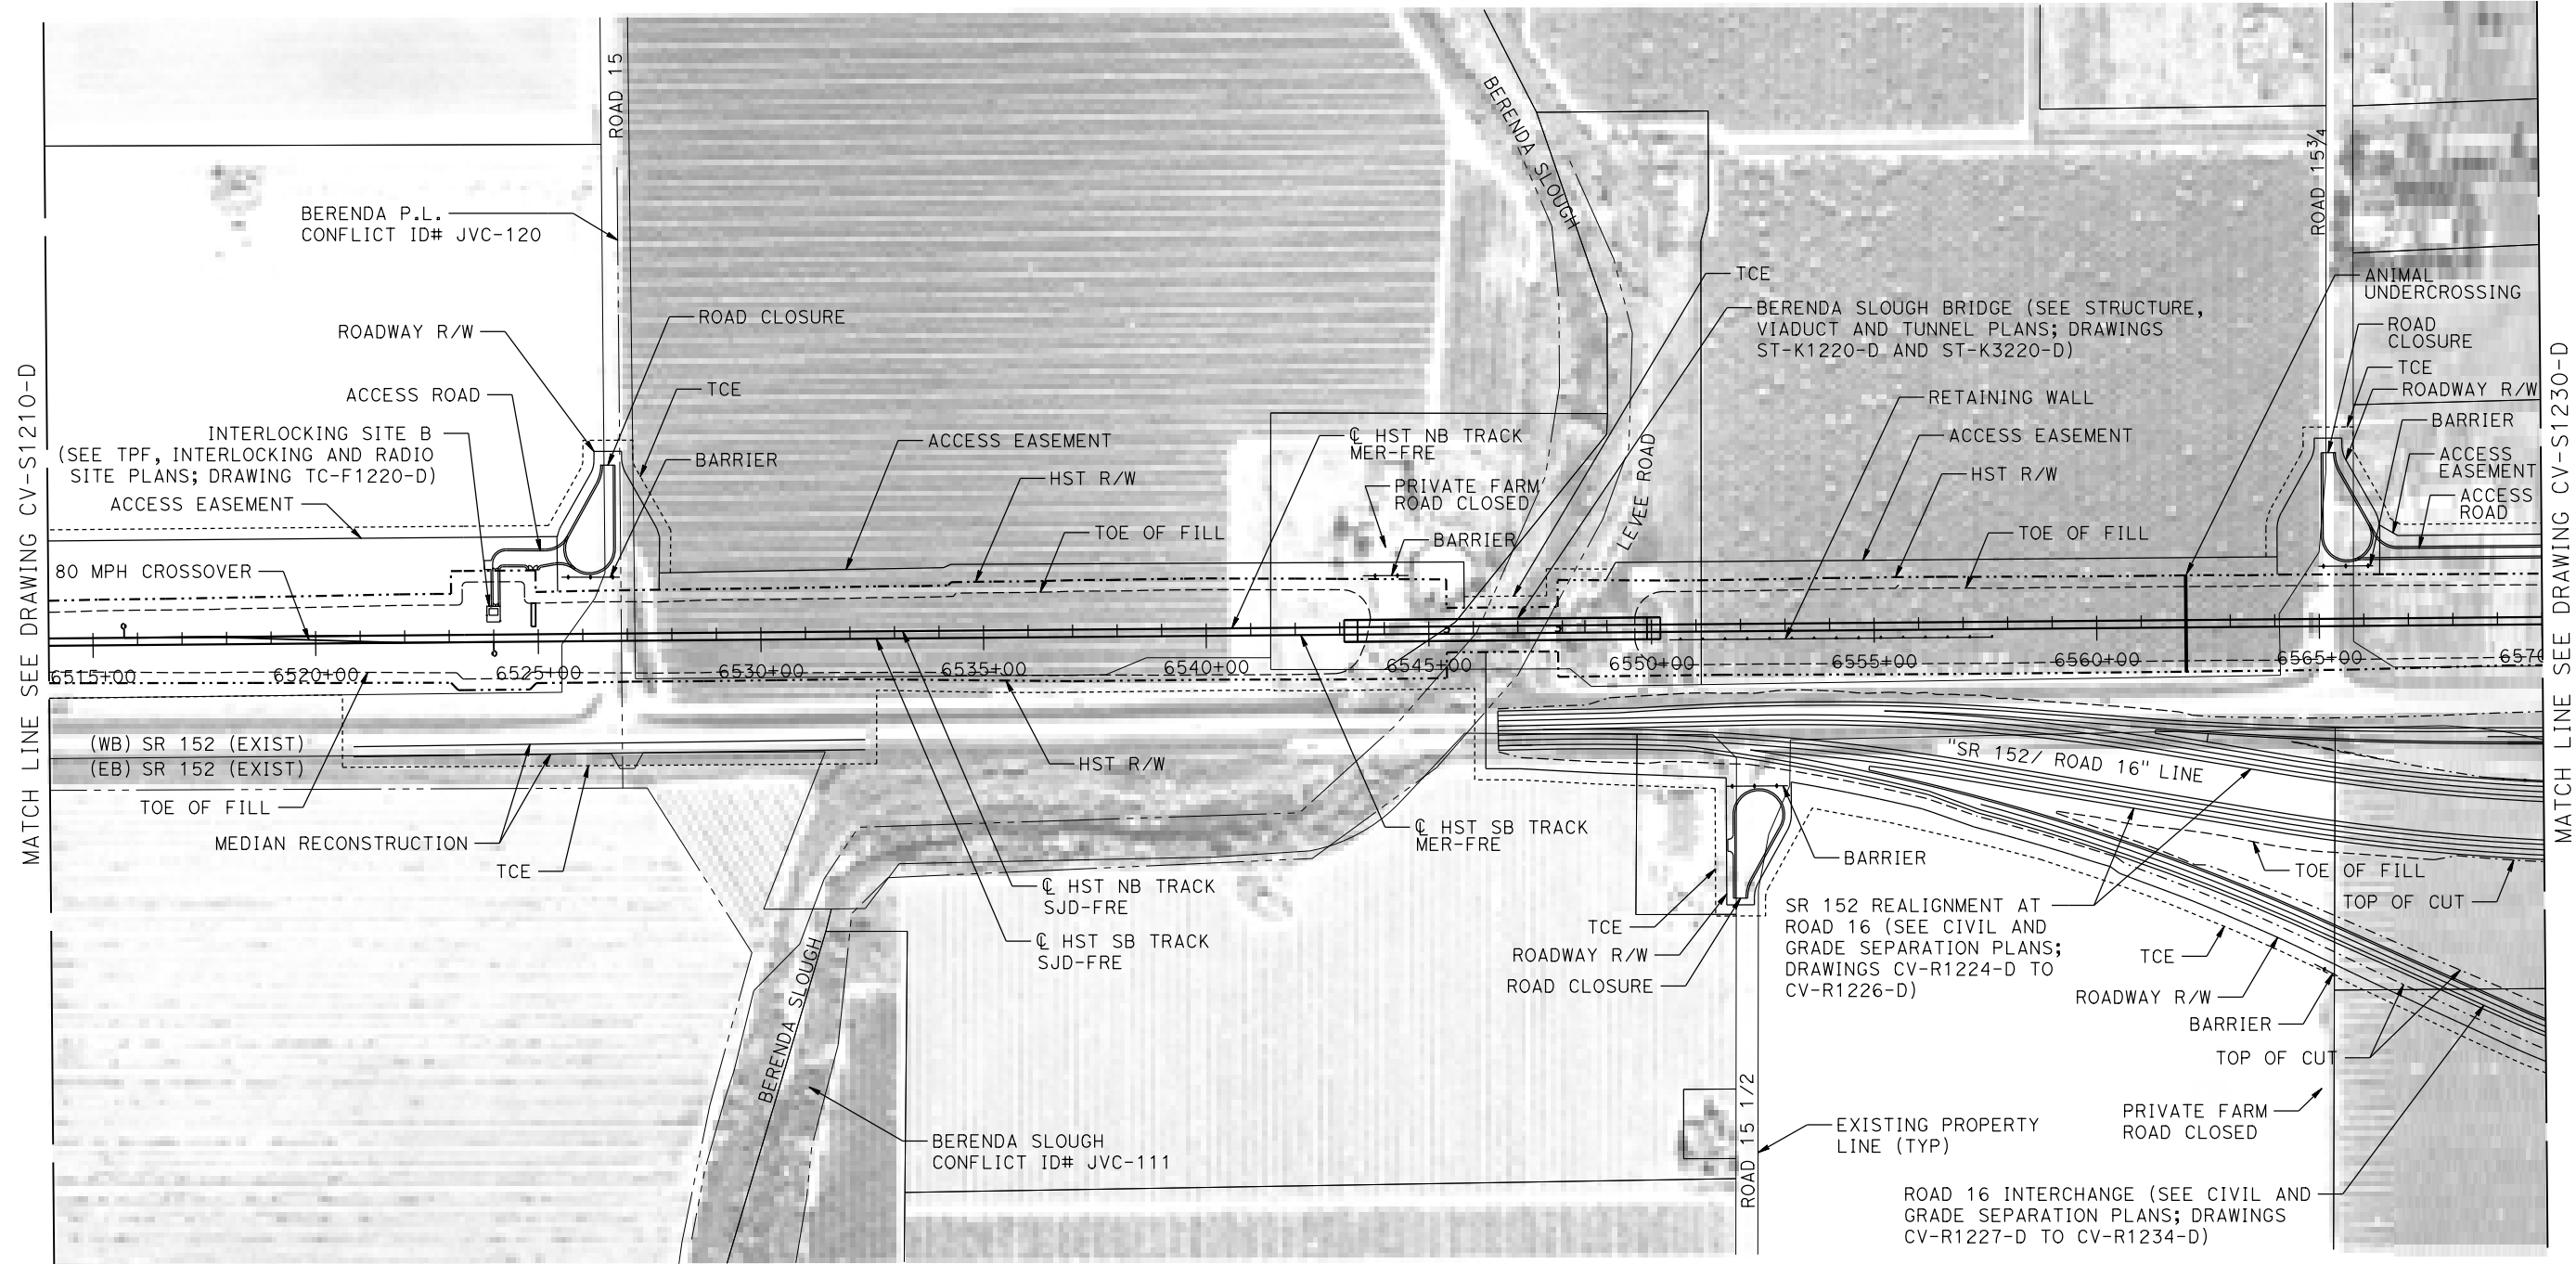 MATCH LINE SEE DRAWING CV-S1210-D
ROAD 15
BERENDA P.L.
CONFLICT ID# JVC-120
ROADWAY R/W
ROAD CLOSURE
ACCESS ROAD
TCE
INTERLOCKING SITE B
(SEE TPF, INTERLOCKING AND RADIO
SITE PLANS; DRAWING TC-F1220-D)
BARRIER
ACCESS EASEMENT
ACCESS EASEMENT
HST R/W
TOE OF FILL
80 MPH CROSSOVER
℄ HST NB TRACK
MER-FRE
PRIVATE FARM
ROAD CLOSED
BARRIER
BERENDA SLOUGH
LEVEE ROAD
TCE
BERENDA SLOUGH BRIDGE (SEE STRUCTURE,
VIADUCT AND TUNNEL PLANS; DRAWINGS
ST-K1220-D AND ST-K3220-D)
RETAINING WALL
ACCESS EASEMENT
HST R/W
TOE OF FILL
ROAD 15¾
ANIMAL
UNDERCROSSING
ROAD
CLOSURE
TCE
ROADWAY R/W
BARRIER
ACCESS
EASEMENT
ACCESS
ROAD
MATCH LINE SEE DRAWING CV-S1230-D
6515+00
6520+00
6525+00
6530+00
6535+00
6540+00
6545+00
6550+00
6555+00
6560+00
6565+00
6570
(WB) SR 152 (EXIST)
(EB) SR 152 (EXIST)
TOE OF FILL
MEDIAN RECONSTRUCTION
TCE
HST R/W
℄ HST SB TRACK
MER-FRE
℄ HST NB TRACK
SJD-FRE
℄ HST SB TRACK
SJD-FRE
BERENDA SLOUGH
BERENDA SLOUGH
CONFLICT ID# JVC-111
"SR 152/ ROAD 16" LINE
BARRIER
TCE
ROADWAY R/W
ROAD CLOSURE
SR 152 REALIGNMENT AT
ROAD 16 (SEE CIVIL AND
GRADE SEPARATION PLANS;
DRAWINGS CV-R1224-D TO
CV-R1226-D)
TOE OF FILL
TOP OF CUT
TCE
ROADWAY R/W
BARRIER
TOP OF CUT
ROAD 15 1/2
EXISTING PROPERTY
LINE (TYP)
PRIVATE FARM
ROAD CLOSED
ROAD 16 INTERCHANGE (SEE CIVIL AND
GRADE SEPARATION PLANS; DRAWINGS
CV-R1227-D TO CV-R1234-D)